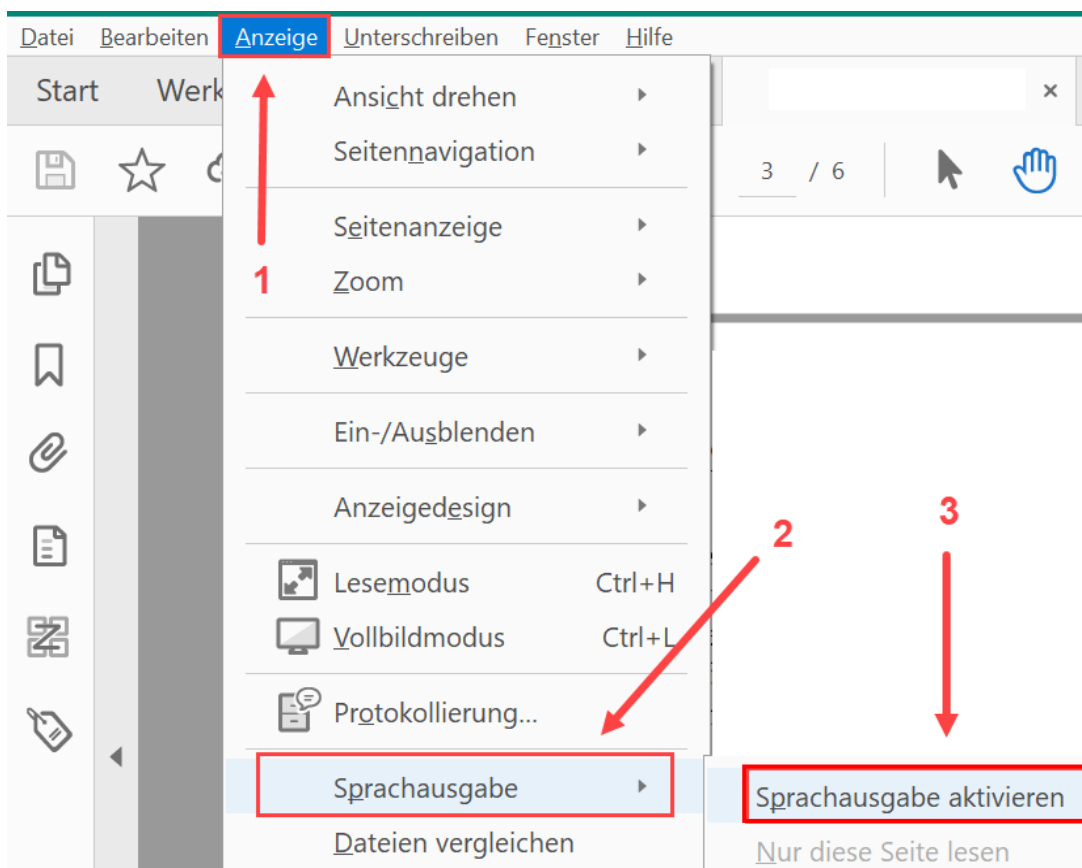 Datei Bearbeiten Anzeige Unterschreiben Fenster Hilfe
Start Werk
3 / 6
Ansicht drehen
Seitennavigation
Seitenanzeige
1
Zoom
Werkzeuge
Ein-/Ausblenden
Anzeigedesign
2
3
Lesemodus Ctrl+H
Vollbildmodus Ctrl+L
Protokollierung...
Sprachausgabe
Sprachausgabe aktivieren
Dateien vergleichen
Nur diese Seite lesen